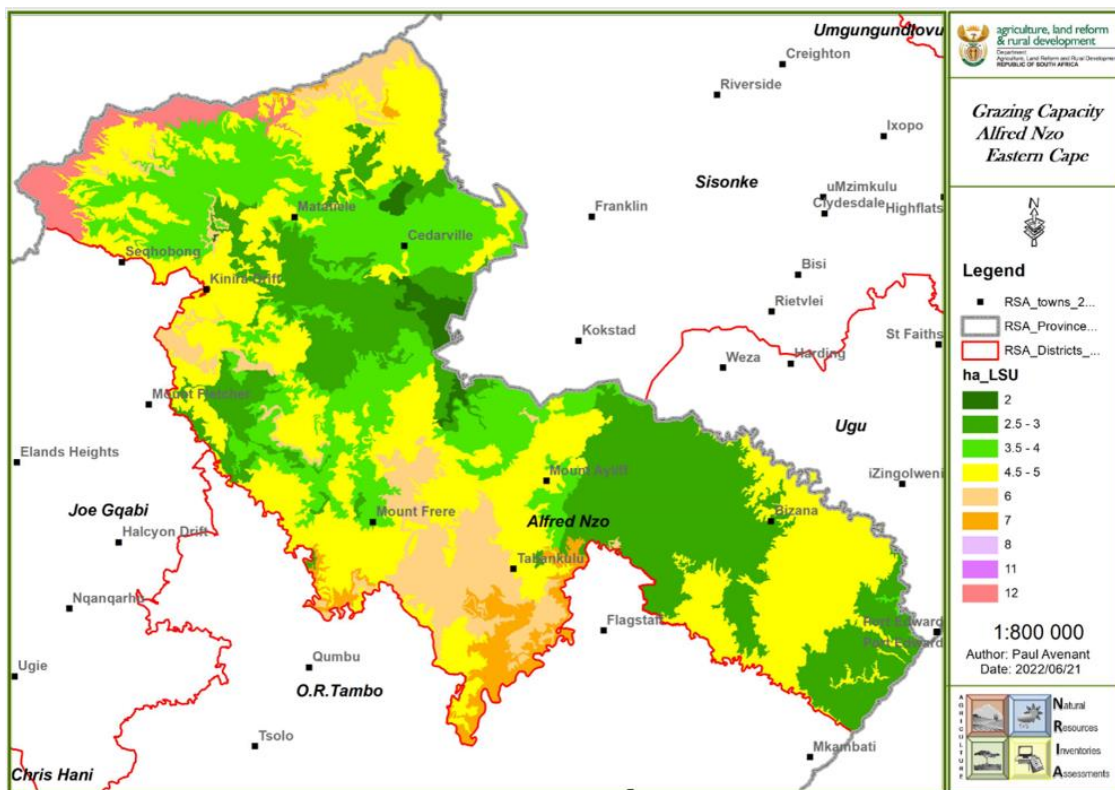 Umgungundlovu
Creighton
Riverside
Ixopo
Sisonke
uMzimkulu
Clydesdale
Highflats
Franklin
Matatiele
Cedarville
Seqhobong
Kinira Drift
Bisi
Rietvlei
Kokstad
St Faiths
Weza
Harding
Mount Fletcher
Ugu
Elands Heights
iZingolweni
Mount Ayliff
Joe Gqabi
Mount Frere
Alfred Nzo
Bizana
Halcyon Drift
Tabankulu
Nqanqarhu
Flagstaff
Port Edward
Port Edward
Qumbu
Ugie
O.R.Tambo
Tsolo
Mkambati
Chris Hani
agriculture, land reform
& rural development
Department:
Agriculture, Land Reform and Rural Development
REPUBLIC OF SOUTH AFRICA
Grazing Capacity
Alfred Nzo
Eastern Cape
N
Legend
RSA_towns_2...
RSA_Province...
RSA_Districts_...
ha_LSU
2
2.5 - 3
3.5 - 4
4.5 - 5
6
7
8
11
12
1:800 000
Author: Paul Avenant
Date: 2022/06/21
AGRICULTURE
Natural
Resources
Inventories
Assessments